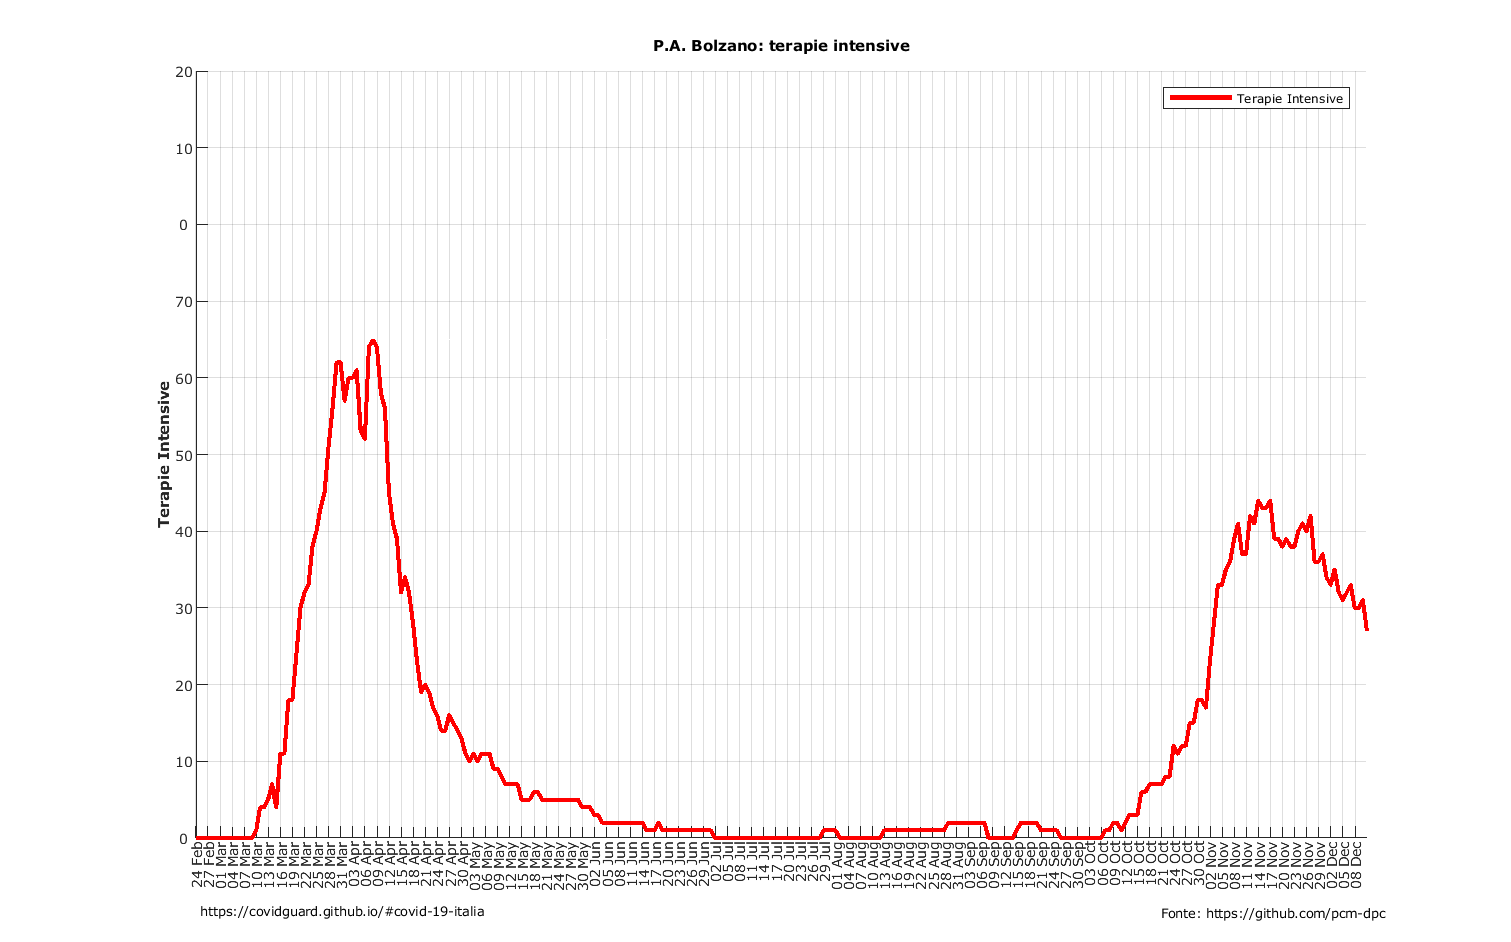 P.A. Bolzano: terapie intensive
20
10
0
70
60
50
40
30
20
10
0
Terapie Intensive
Terapie Intensive
24 Feb
27 Feb
01 Mar
04 Mar
07 Mar
10 Mar
13 Mar
16 Mar
19 Mar
22 Mar
25 Mar
28 Mar
31 Mar
03 Apr
06 Apr
09 Apr
12 Apr
15 Apr
18 Apr
21 Apr
24 Apr
27 Apr
30 Apr
03 May
06 May
09 May
12 May
15 May
18 May
21 May
24 May
27 May
30 May
02 Jun
05 Jun
08 Jun
11 Jun
14 Jun
17 Jun
20 Jun
23 Jun
26 Jun
29 Jun
02 Jul
05 Jul
08 Jul
11 Jul
14 Jul
17 Jul
20 Jul
23 Jul
26 Jul
29 Jul
01 Aug
04 Aug
07 Aug
10 Aug
13 Aug
16 Aug
19 Aug
22 Aug
25 Aug
28 Aug
31 Aug
03 Sep
06 Sep
09 Sep
12 Sep
15 Sep
18 Sep
21 Sep
24 Sep
27 Sep
30 Sep
03 Oct
06 Oct
09 Oct
12 Oct
15 Oct
18 Oct
21 Oct
24 Oct
27 Oct
30 Oct
02 Nov
05 Nov
08 Nov
11 Nov
14 Nov
17 Nov
20 Nov
23 Nov
26 Nov
29 Nov
02 Dec
05 Dec
08 Dec
https://covidguard.github.io/#covid-19-italia
Fonte: https://github.com/pcm-dpc